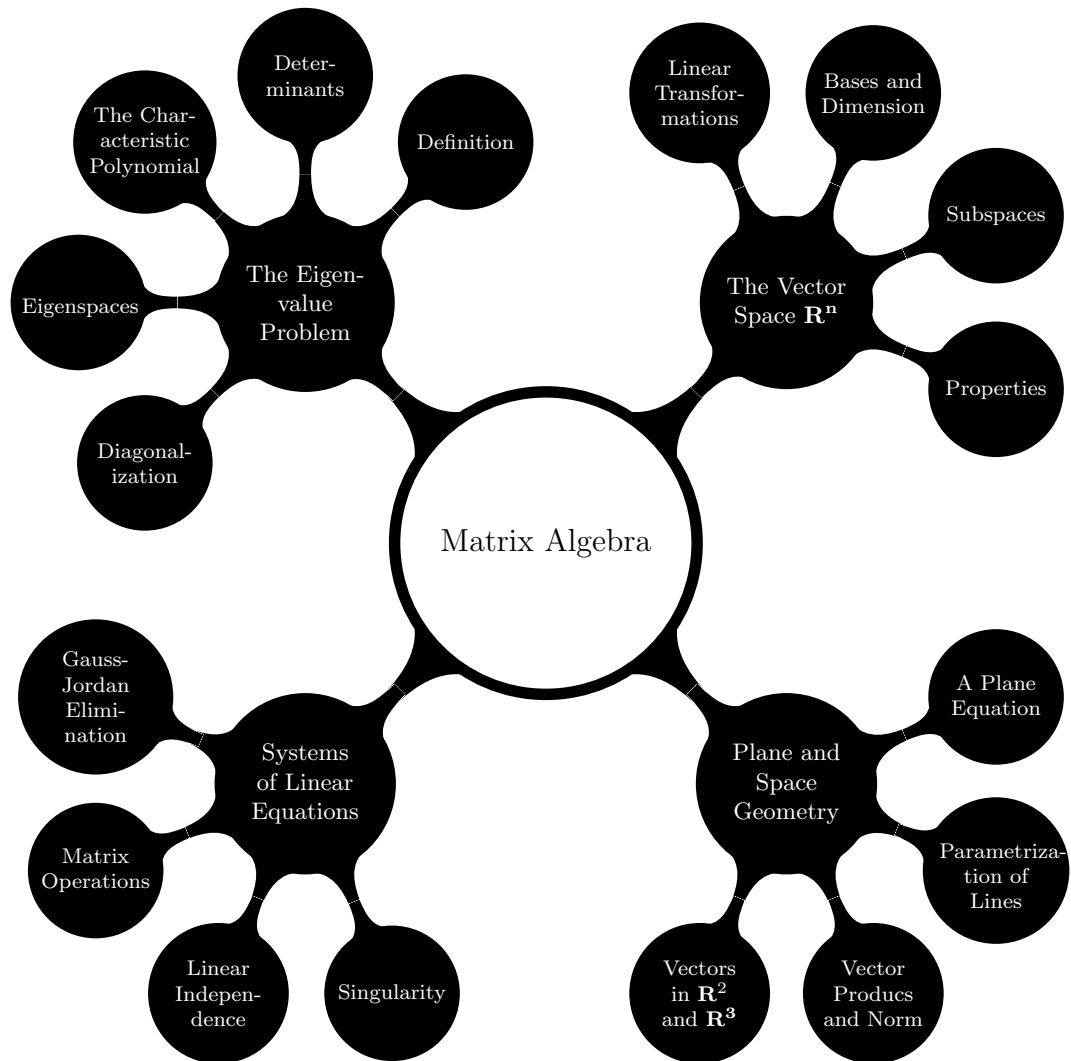 Matrix Algebra
The Eigen-
value
Problem
Definition
Deter-
minants
The Char-
acteristic
Polynomial
Eigenspaces
Diagonal-
ization
The Vector
Space Rⁿ
Linear
Transfor-
mations
Bases and
Dimension
Subspaces
Properties
Systems
of Linear
Equations
Gauss-
Jordan
Elimi-
nation
Matrix
Operations
Linear
Indepen-
dence
Singularity
Plane and
Space
Geometry
A Plane
Equation
Parametriza-
tion of
Lines
Vector
Producs
and Norm
Vectors
in R²
and R³